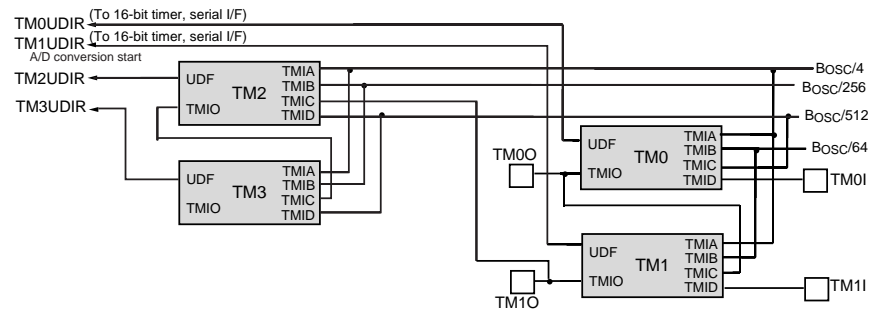 TM0UDIR (To 16-bit timer, serial I/F)
TM1UDIR (To 16-bit timer, serial I/F)
A/D conversion start
TM2UDIR
TM3UDIR
UDF
TMIO
TM2
TMIA
TMIB
TMIC
TMID
UDF
TMIO
TM3
TMIA
TMIB
TMIC
TMID
BOSC/4
BOSC/256
BOSC/512
BOSC/64
TM0O
UDF
TMIO
TM0
TMIA
TMIB
TMIC
TMID
TM0I
UDF
TMIO
TM1
TMIA
TMIB
TMIC
TMID
TM1O
TM1I